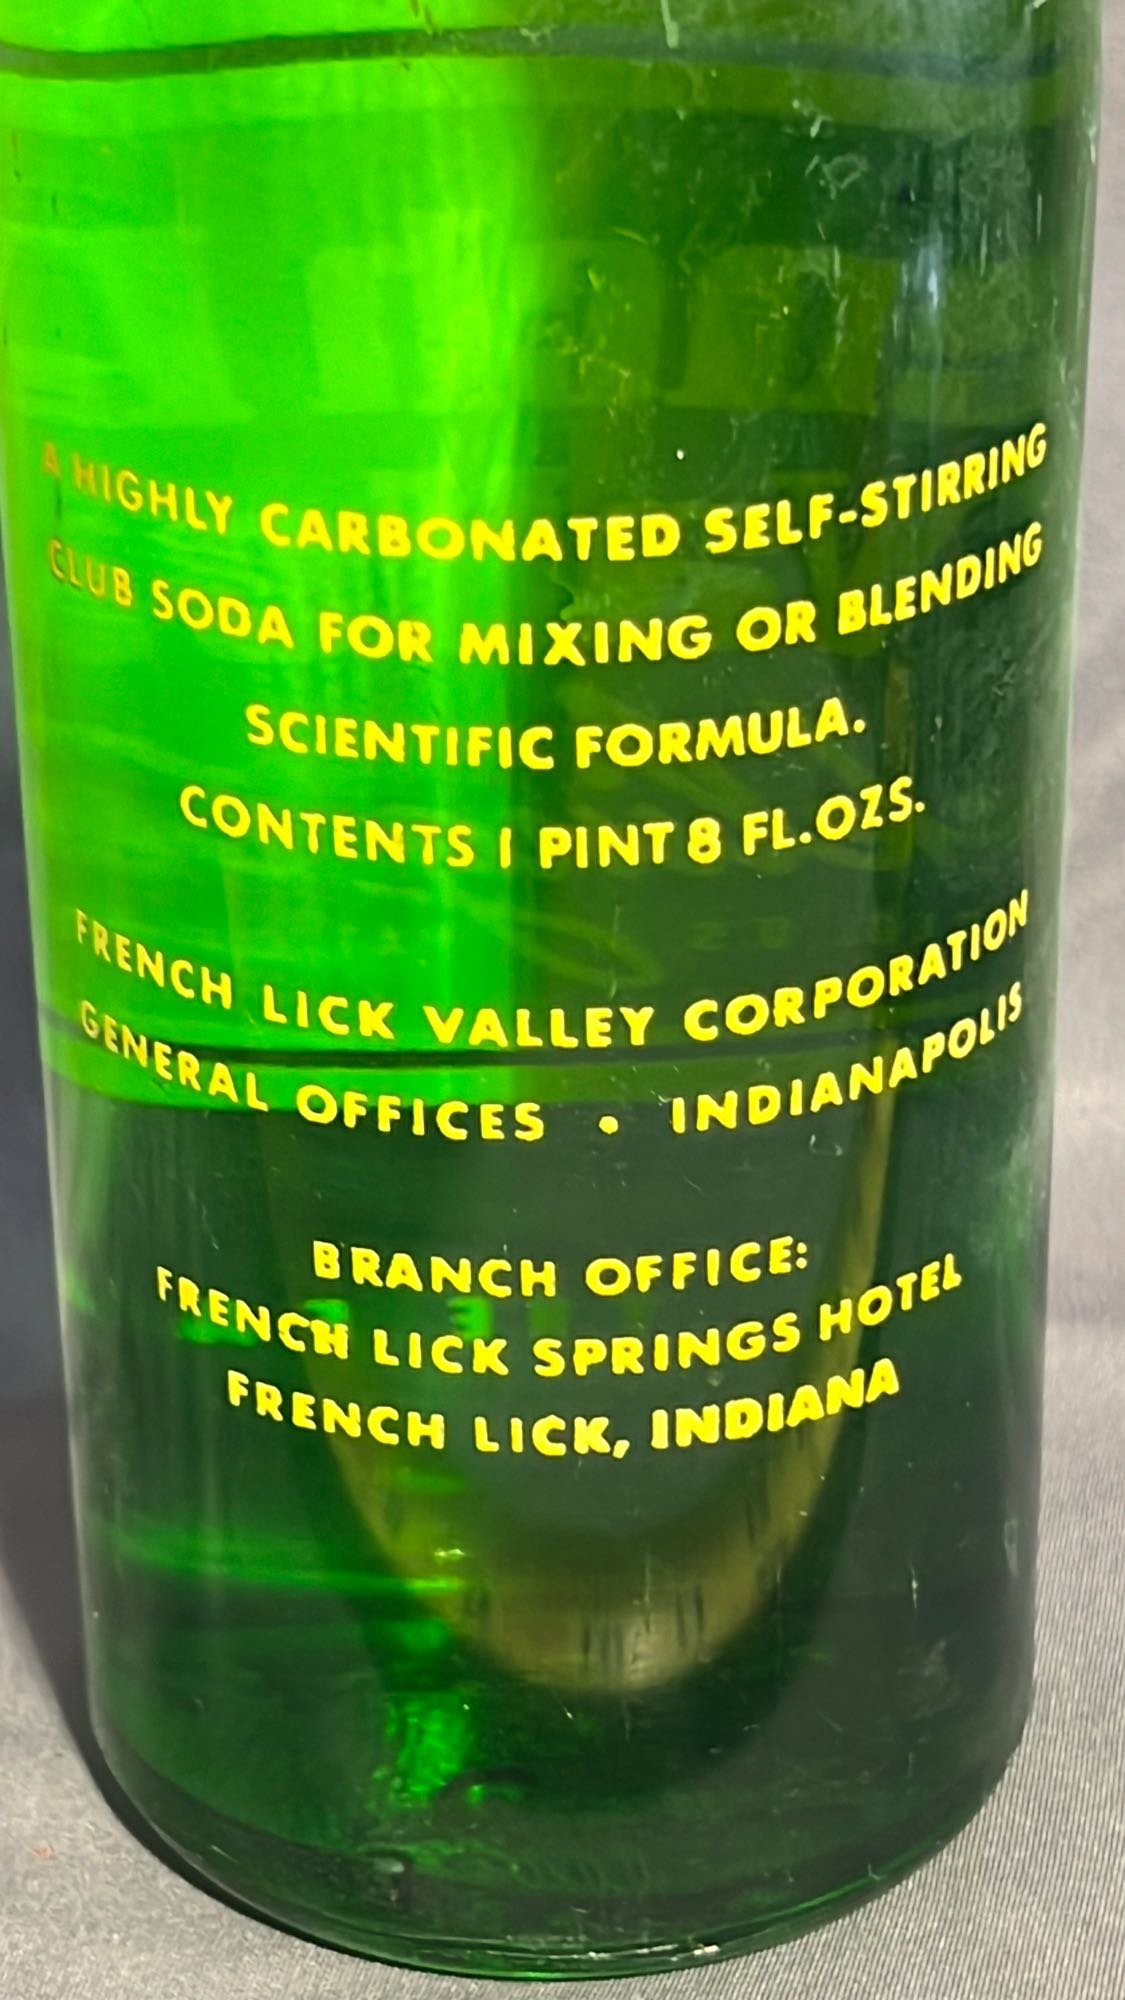 A HIGHLY CARBONATED SELF-STIRRING
CLUB SODA FOR MIXING OR BLENDING
SCIENTIFIC FORMULA.
CONTENTS 1 PINT 8 FL.OZS.
FRENCH LICK VALLEY CORPORATION
GENERAL OFFICES • INDIANAPOLIS
BRANCH OFFICE:
FRENCH LICK SPRINGS HOTEL
FRENCH LICK, INDIANA